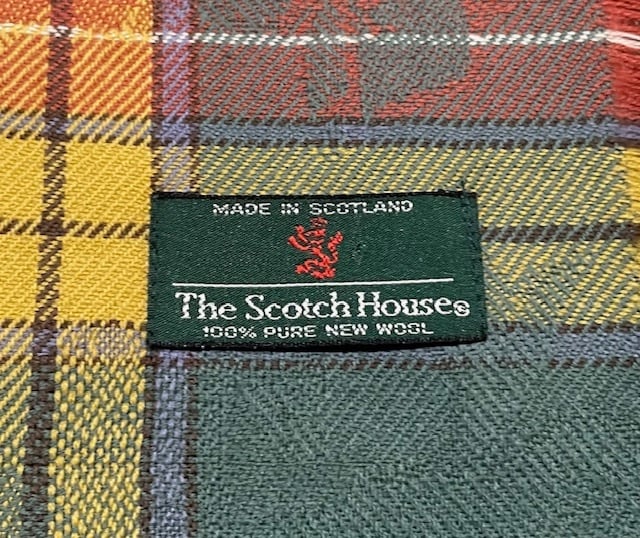 MADE IN SCOTLAND
The Scotch House®
100% PURE NEW WOOL